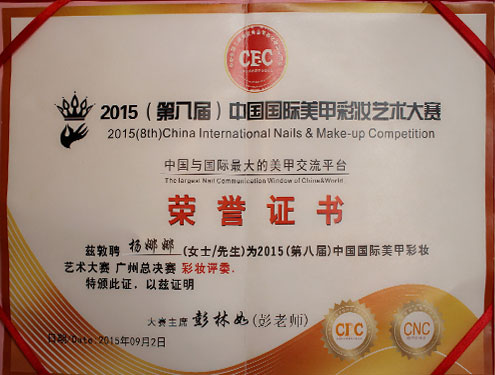 CEC
2015(第八届)中国国际美甲彩妆艺术大赛
2015(8th)China International Nails & Make-up Competition
中国与国际最大的美甲交流平台
The largest Nail Communication Window of China&World.
荣誉证书
兹敦聘 杨娜娜 (女士/先生)为2015(第八届)中国国际美甲彩妆
艺术大赛 广州总决赛 彩妆评委.
特颁此证，以兹证明
大赛主席 彭林如(彭老师)
日期/Date:2015年09月2日
CEC
CNC